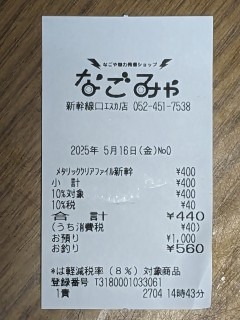 なごや魅力発信ショップ
なごみや
新幹線口エスカ店 052-451-7538
2025年 5月16日(金)No0
メタリッククリアファイル新幹 ¥400
小 計 ¥400
10%対象 ¥400
10%税 ¥40
合 計 ¥440
(うち消費税 ¥40)
お預り ¥1,000
お釣り ¥560
*は軽減税率(8%)対象商品
登録番号 T3180001033061
1責 2704 14時43分